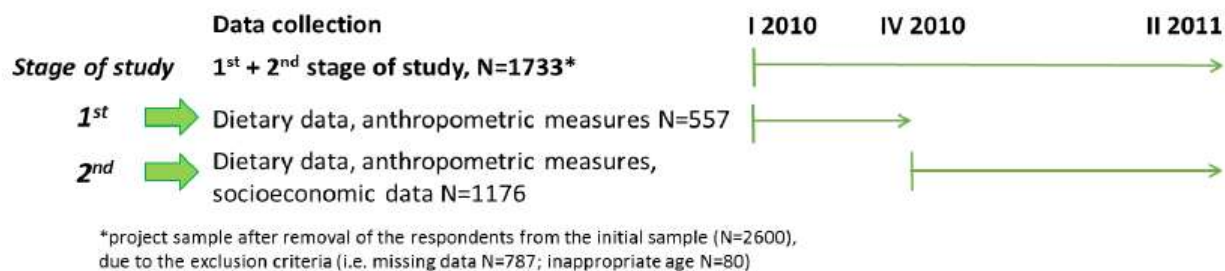 Data collection
I 2010 IV 2010 II 2011
Stage of study 1st + 2nd stage of study, N=1733*
1st Dietary data, anthropometric measures N=557
2nd Dietary data, anthropometric measures,
socioeconomic data N=1176
*project sample after removal of the respondents from the initial sample (N=2600),
due to the exclusion criteria (i.e. missing data N=787; inappropriate age N=80)